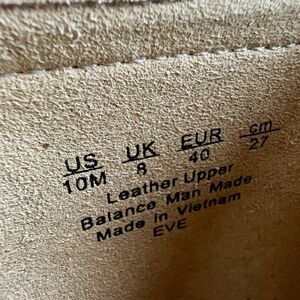 US UK EUR cm
10M 8 40 27
Leather Upper
Balance Man Made
Made in Vietnam
EVE